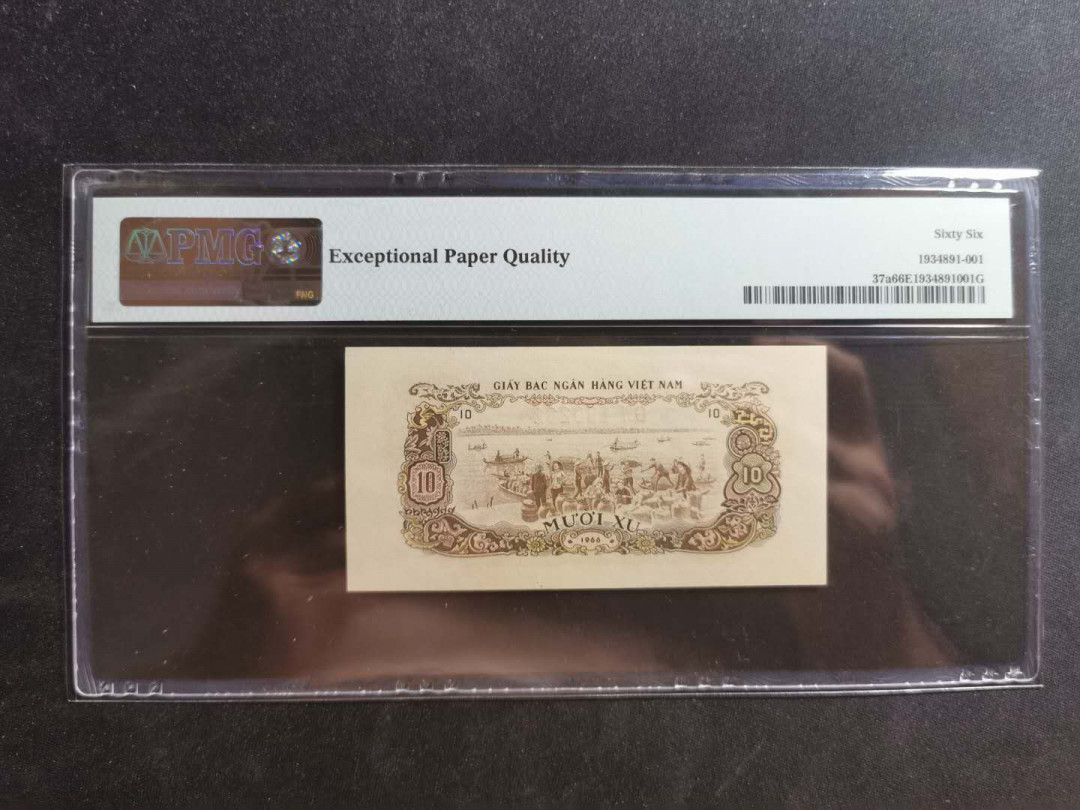 PMG
PMG
Exceptional Paper Quality
Sixty Six
1934891-001
37a66E1934891001G
GIẤY BẠC NGÂN HÀNG VIỆT NAM
10
10
10
10
MƯỜI XU
1966